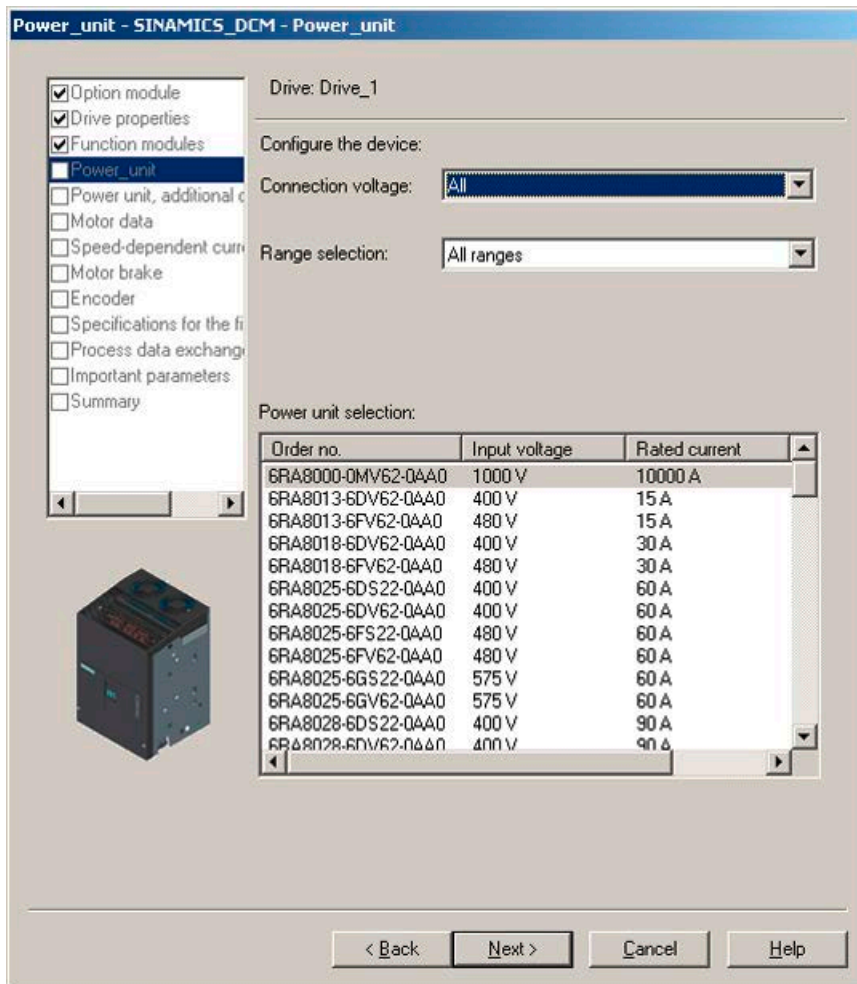 Power_unit - SINAMICS_DCM - Power_unit
Option module
Drive properties
Function modules
Power_unit
Power unit, additional
Motor data
Speed-dependent
Motor brake
Encoder
Specifications for the
Process data
Important parameters
Summary
Drive: Drive_1
Configure the device:
Connection voltage: All
Range selection: All ranges
Power unit selection:
Order no. Input voltage Rated current
6RA8000-0MV62-0AA0 1000 V 10000 A
6RA8013-6DV62-0AA0 400 V 15 A
6RA8013-6FV62-0AA0 480 V 15 A
6RA8018-6DV62-0AA0 400 V 30 A
6RA8018-6FV62-0AA0 480 V 30 A
6RA8025-6DS22-0AA0 400 V 60 A
6RA8025-6DV62-0AA0 400 V 60 A
6RA8025-6FS22-0AA0 480 V 60 A
6RA8025-6FV62-0AA0 480 V 60 A
6RA8025-6GS22-0AA0 575 V 60 A
6RA8025-6GV62-0AA0 575 V 60 A
6RA8028-6DS22-0AA0 400 V 90 A
6RA8028-6DV62-0AA0 400 V 90 A
< Back Next > Cancel Help